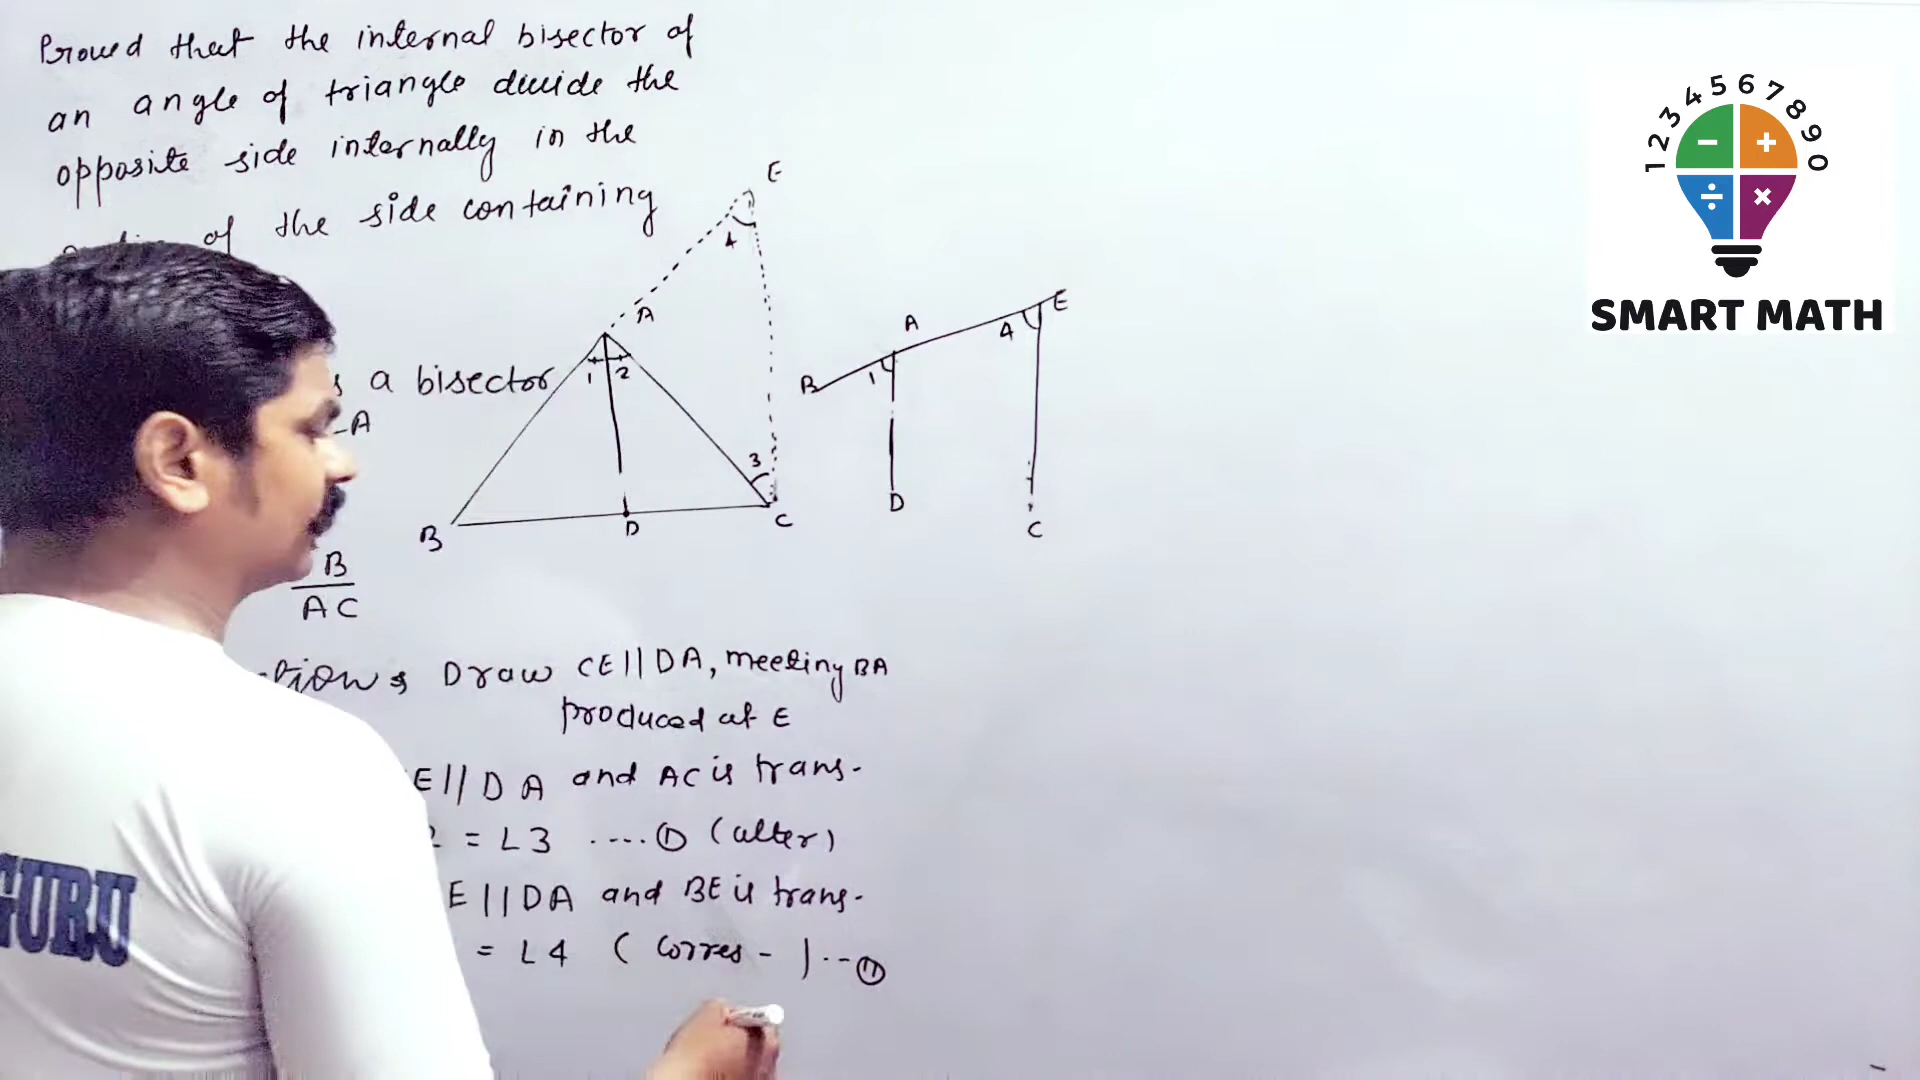 Proved that the internal bisector of
an angle of triangle divide the
opposite side internally in the
of the side containing
a bisector
A
B
AC
Draw CE||DA, meeting BA
produced at E
E||DA and AC is trans-
= L3 ....① (alter)
E||DA and BE is trans-
= L4 (corres-)..⑪
E
4
A
1 2
3
B D C
A E
4
B 1
D
C
1 2 3 4 5 6 7 8 9 0
- +
÷ ×
SMART MATH
GURU